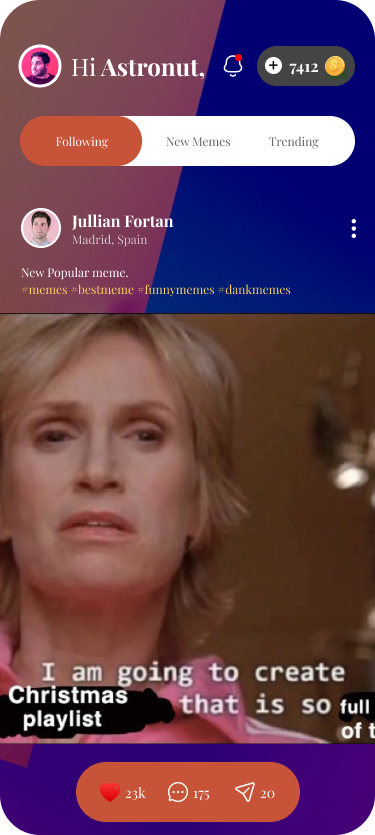 Hi Astronut,
7412
Following New Memes Trending
Jullian Fortan
Madrid, Spain
New Popular meme.
#memes #bestmeme #funnymemes #dankmemes
I am going to create
Christmas playlist that is so full of t
23k 175 20